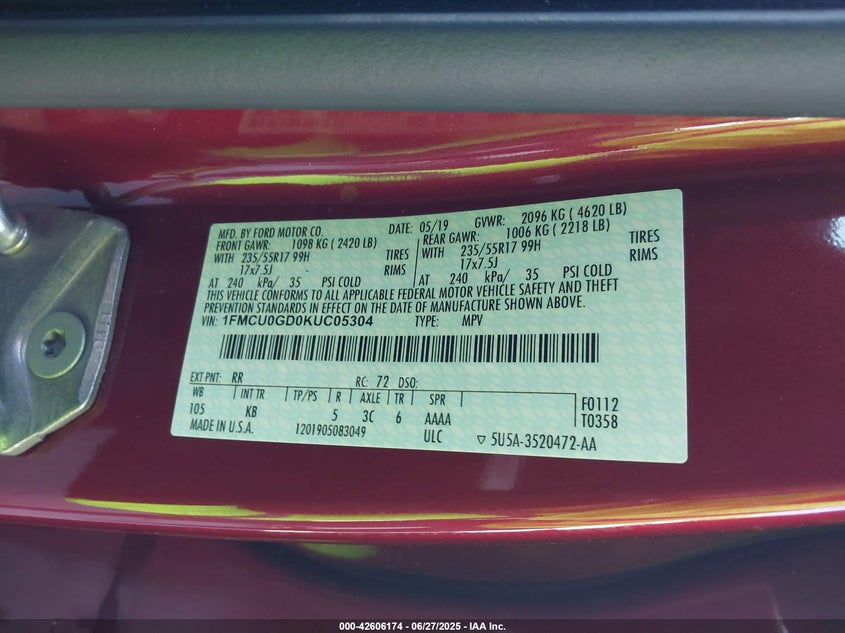 MFD. BY FORD MOTOR CO. DATE: 05/19 GVWR: 2096 KG ( 4620 LB)
FRONT GAWR: 1098 KG ( 2420 LB) REAR GAWR: 1006 KG ( 2218 LB)
WITH 235/55R17 99H TIRES WITH 235/55R17 99H TIRES
17x7.5J RIMS 17x7.5J RIMS
AT 240 kPa/ 35 PSI COLD AT 240 kPa/ 35 PSI COLD
THIS VEHICLE CONFORMS TO ALL APPLICABLE FEDERAL MOTOR VEHICLE SAFETY AND THEFT
PREVENTION STANDARDS IN EFFECT ON THE DATE OF MANUFACTURE SHOWN ABOVE.
VIN: 1FMCU0GD0KUC05304 TYPE: MPV
EXT PNT: RR RC: 72 DSO:
WB INT TR TP/PS R AXLE TR SPR
105 KB 5 3C 6 AAAA
F0112
T0358
MADE IN U.S.A. 1201905083049 ULC ▽ 5U5A-3520472-AA
000-42606174 | 06/27/2025 - IAA Inc.